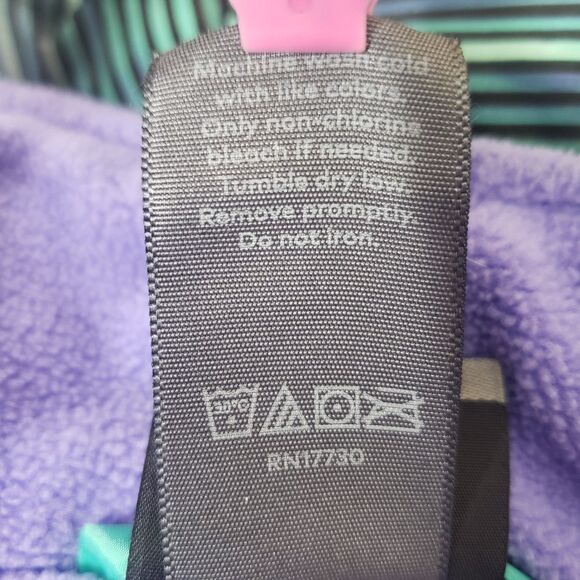 Machine wash cold
with like colors.
Only non-chlorine
bleach if needed.
Tumble dry low.
Remove promptly.
Do not iron.
30°C
RN17730